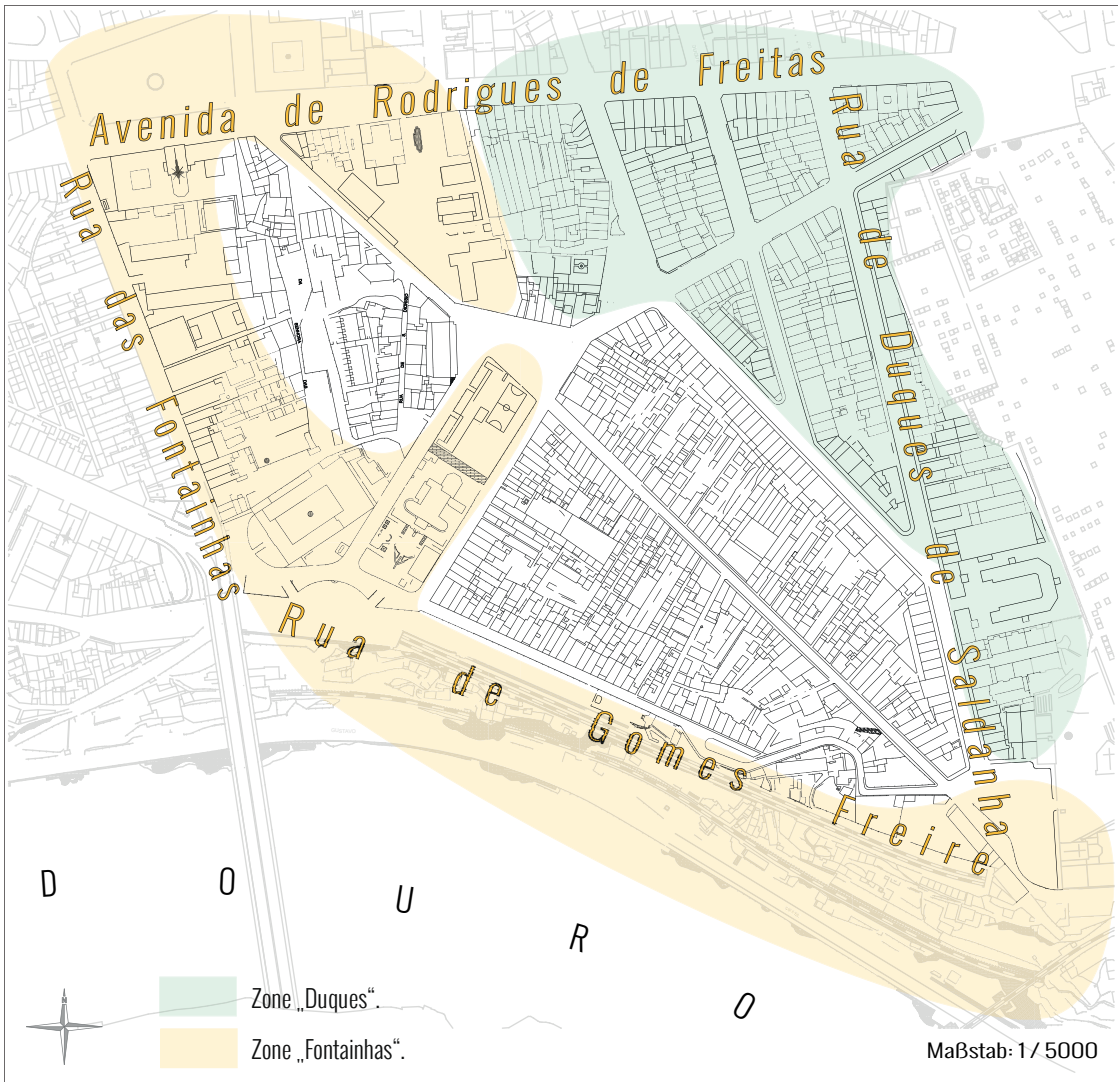 Avenida de Rodrigues de Freitas
Rua das Fontainhas
Rua de Duques de Saldanha
Rua de Gomes Freire
DOURO
N
Zone „Duques“.
Zone „Fontainhas“.
Maßstab: 1 / 5000